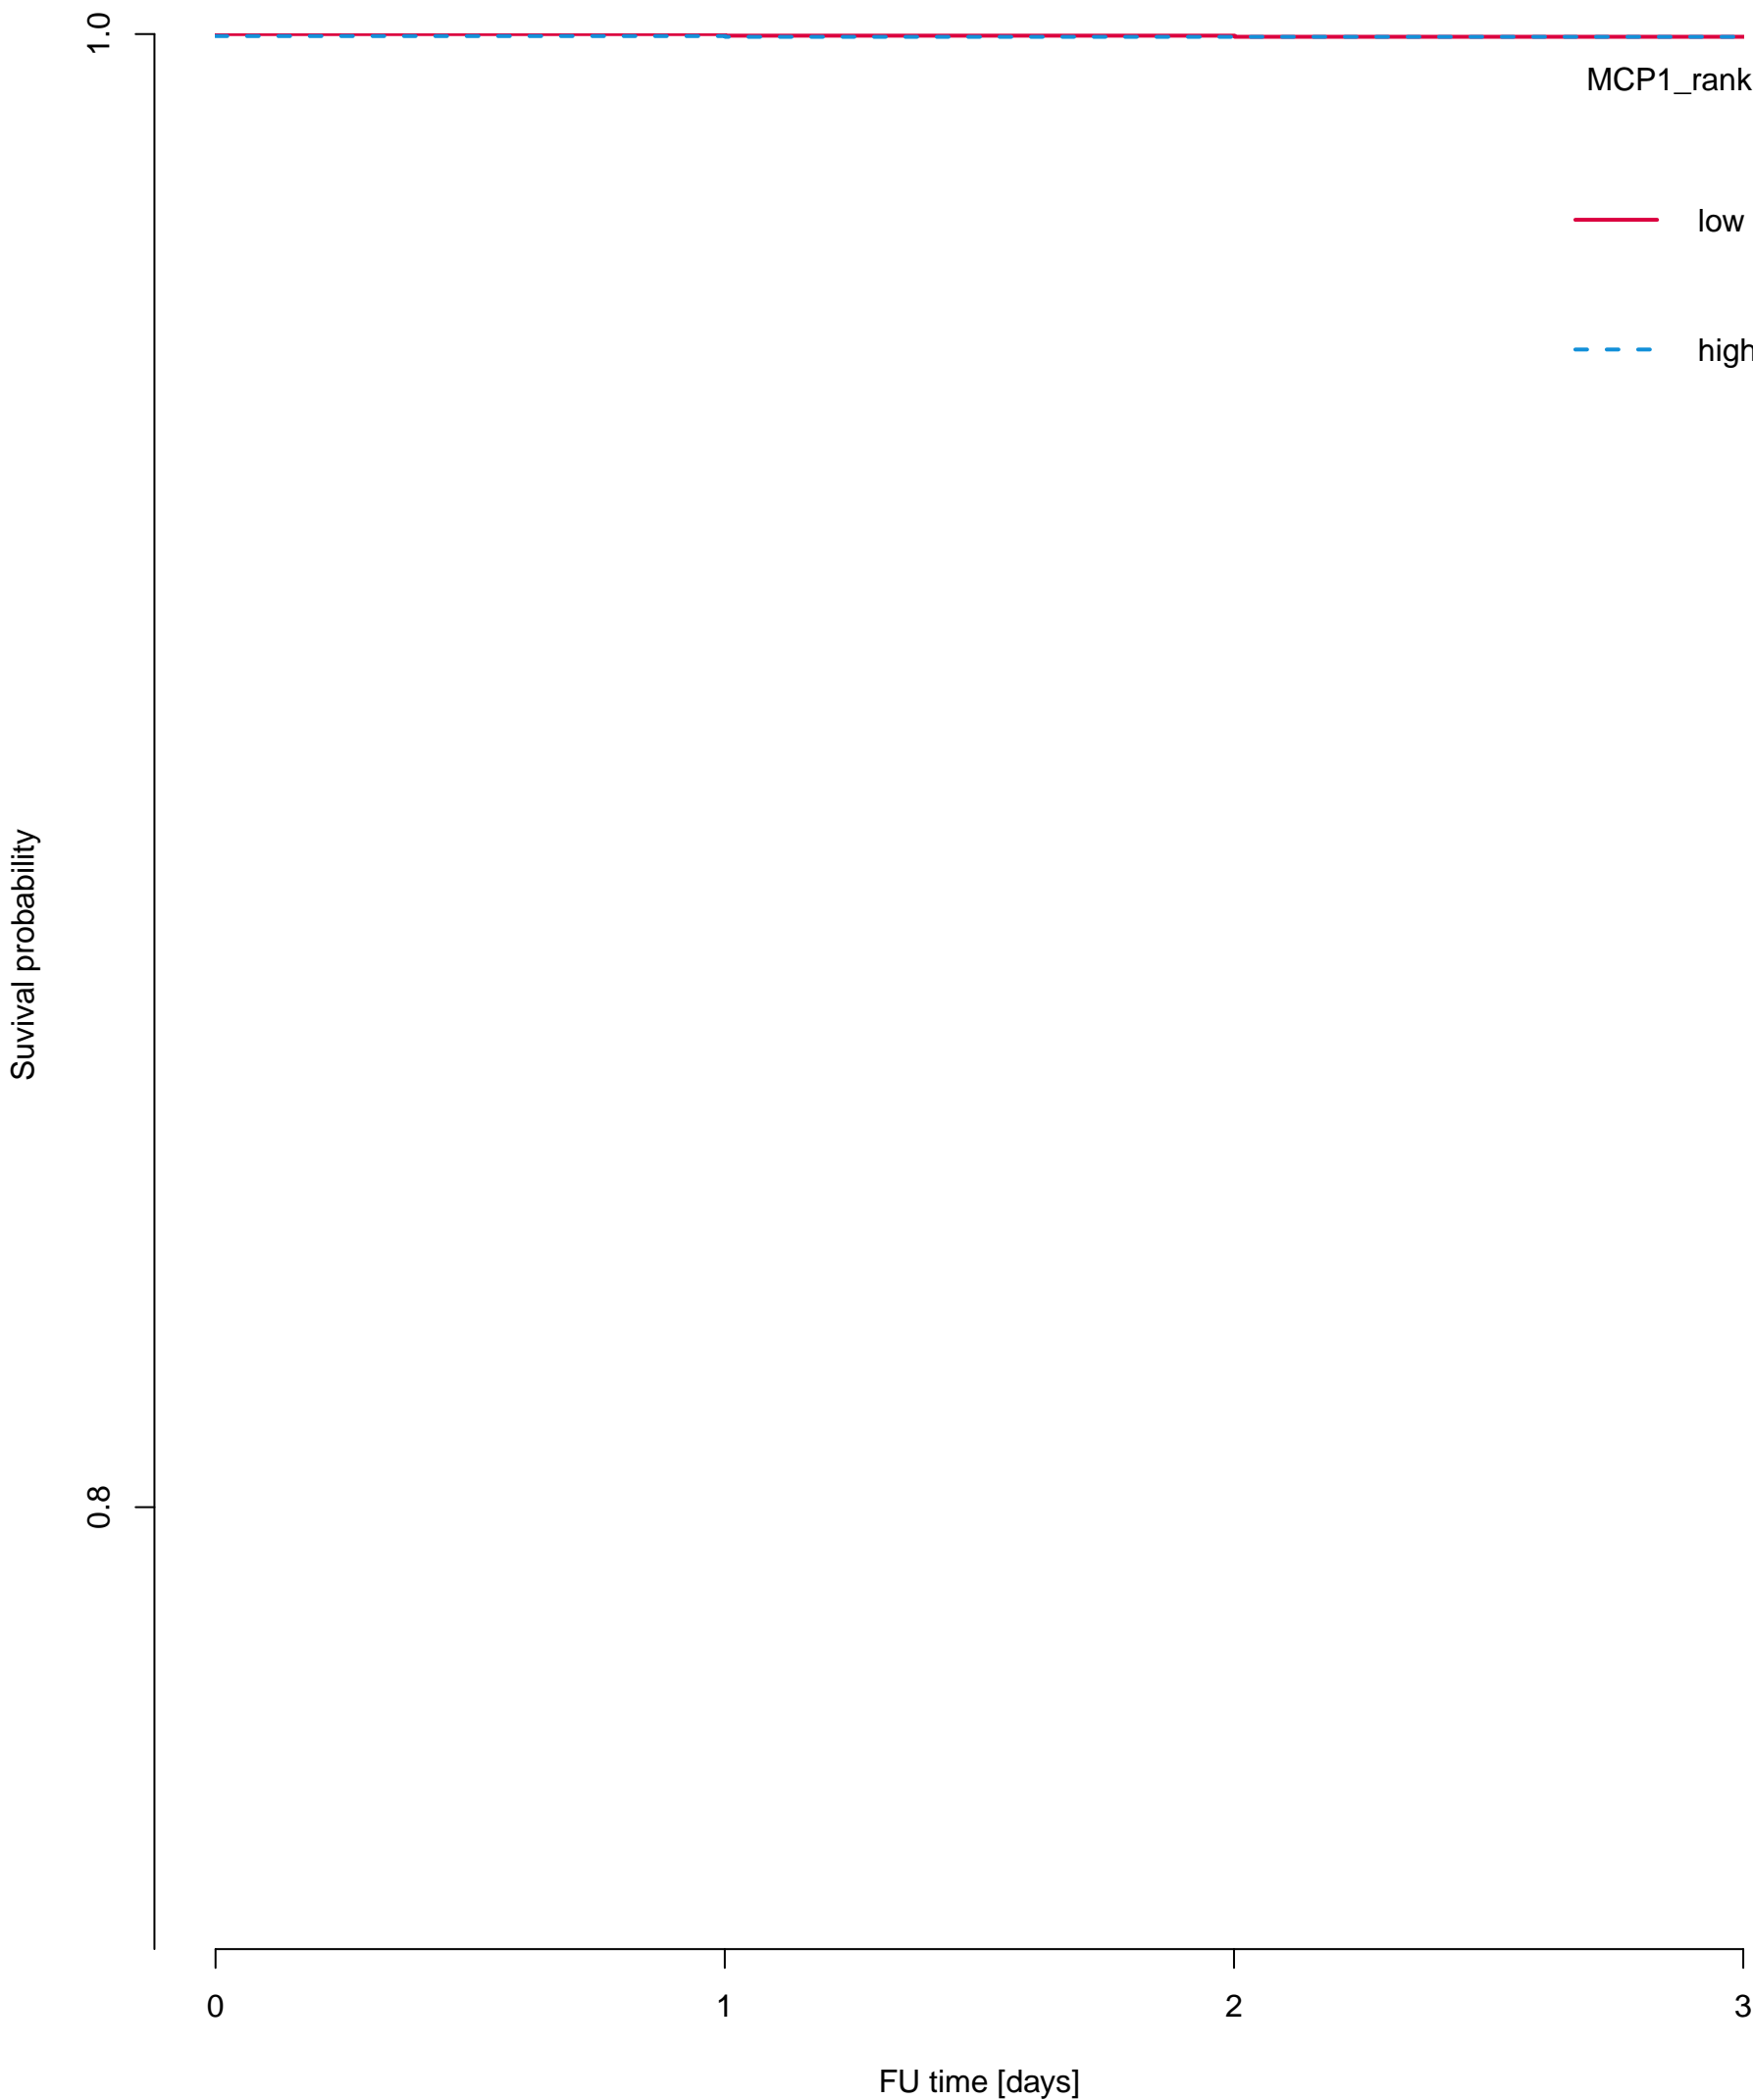 1.0
MCP1_rank
low
high
Suvival probability
0.8
0 1 2 3
FU time [days]